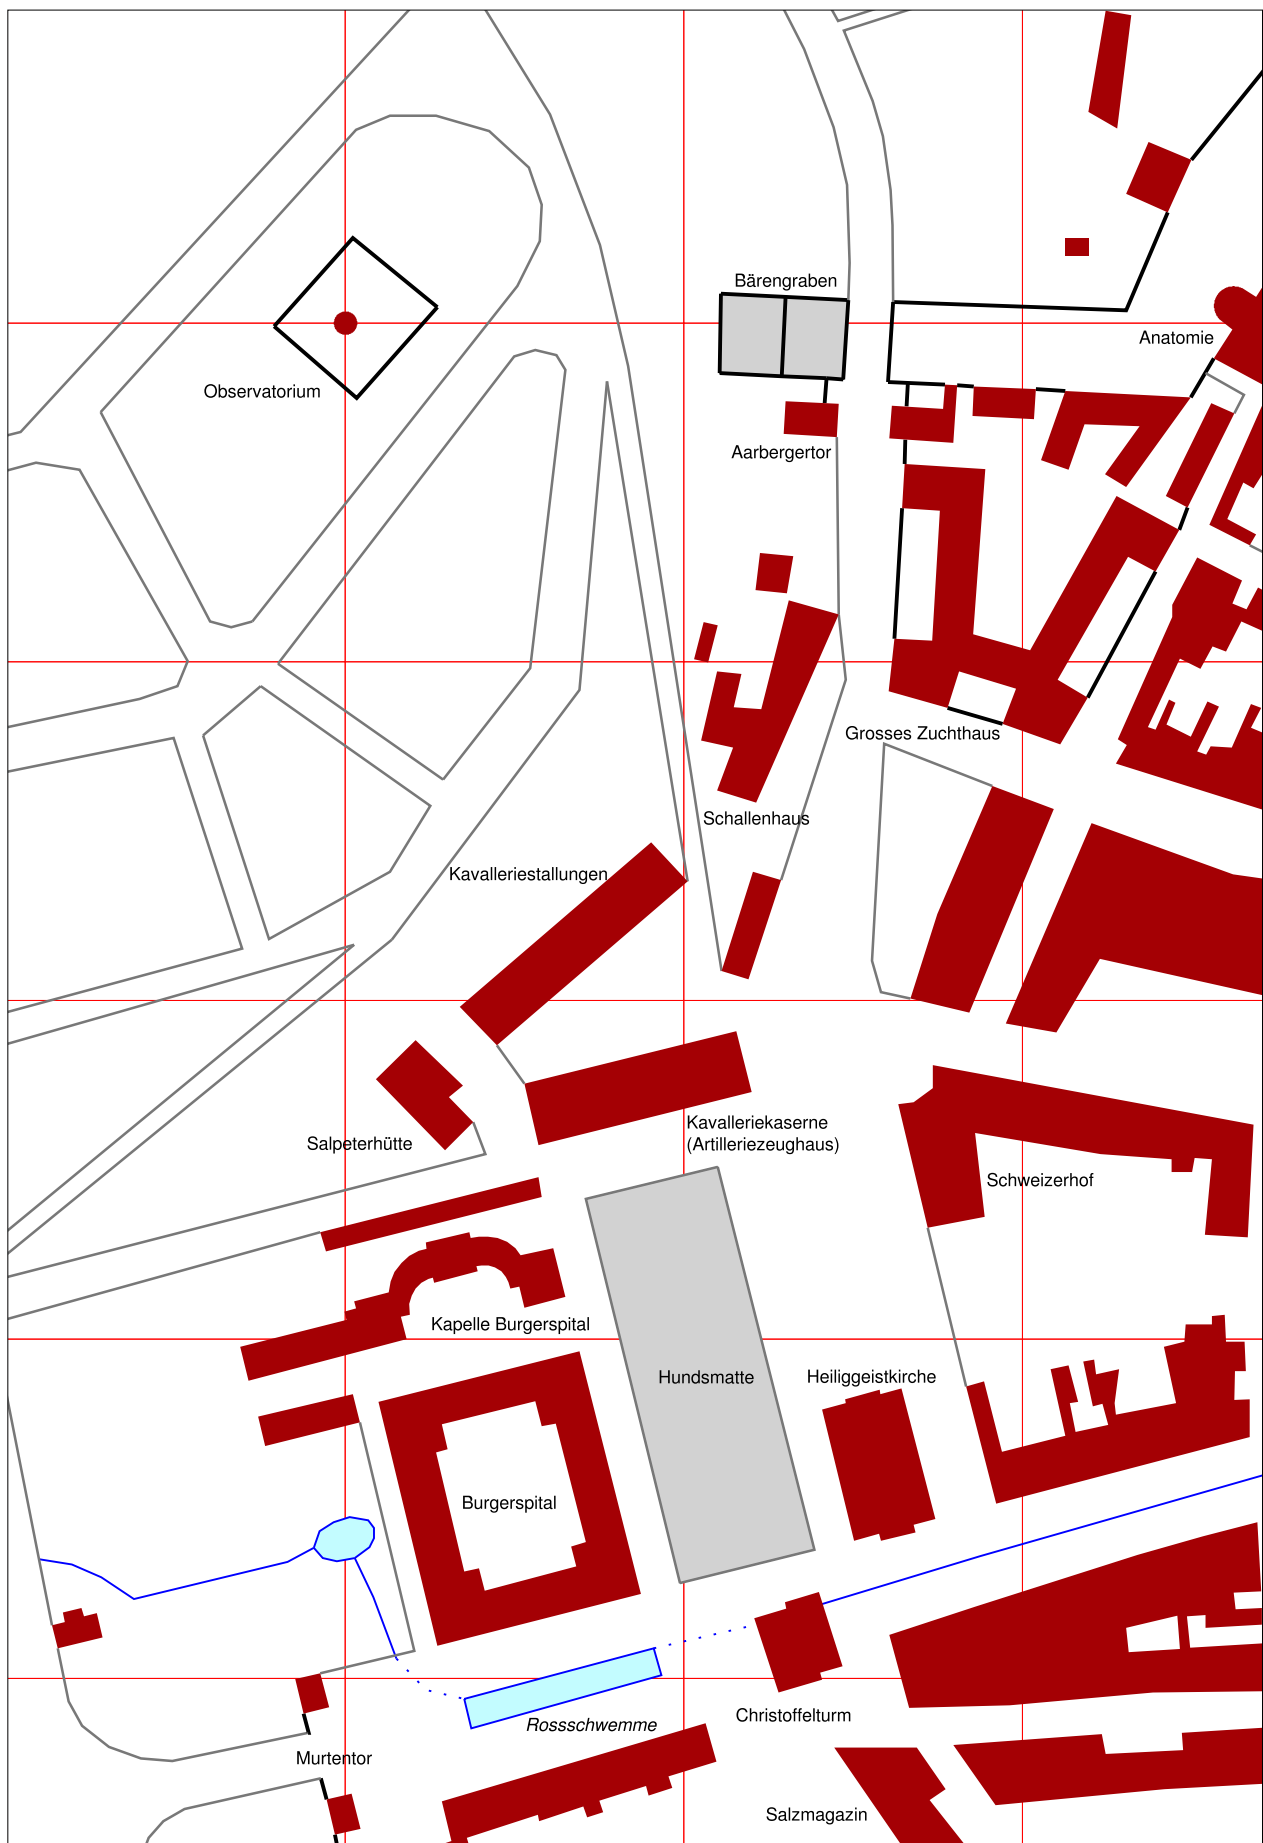 Bärengraben
Anatomie
Observatorium
Aarbergertor
Grosses Zuchthaus
Schallenhaus
Kavalleriestallungen
Kavalleriekaserne
(Artilleriezeughaus)
Salpeterhütte
Schweizerhof
Kapelle Burgerspital
Hundsmatte
Heiliggeistkirche
Burgerspital
Christoffelturm
Rossschwemme
Murtentor
Salzmagazin